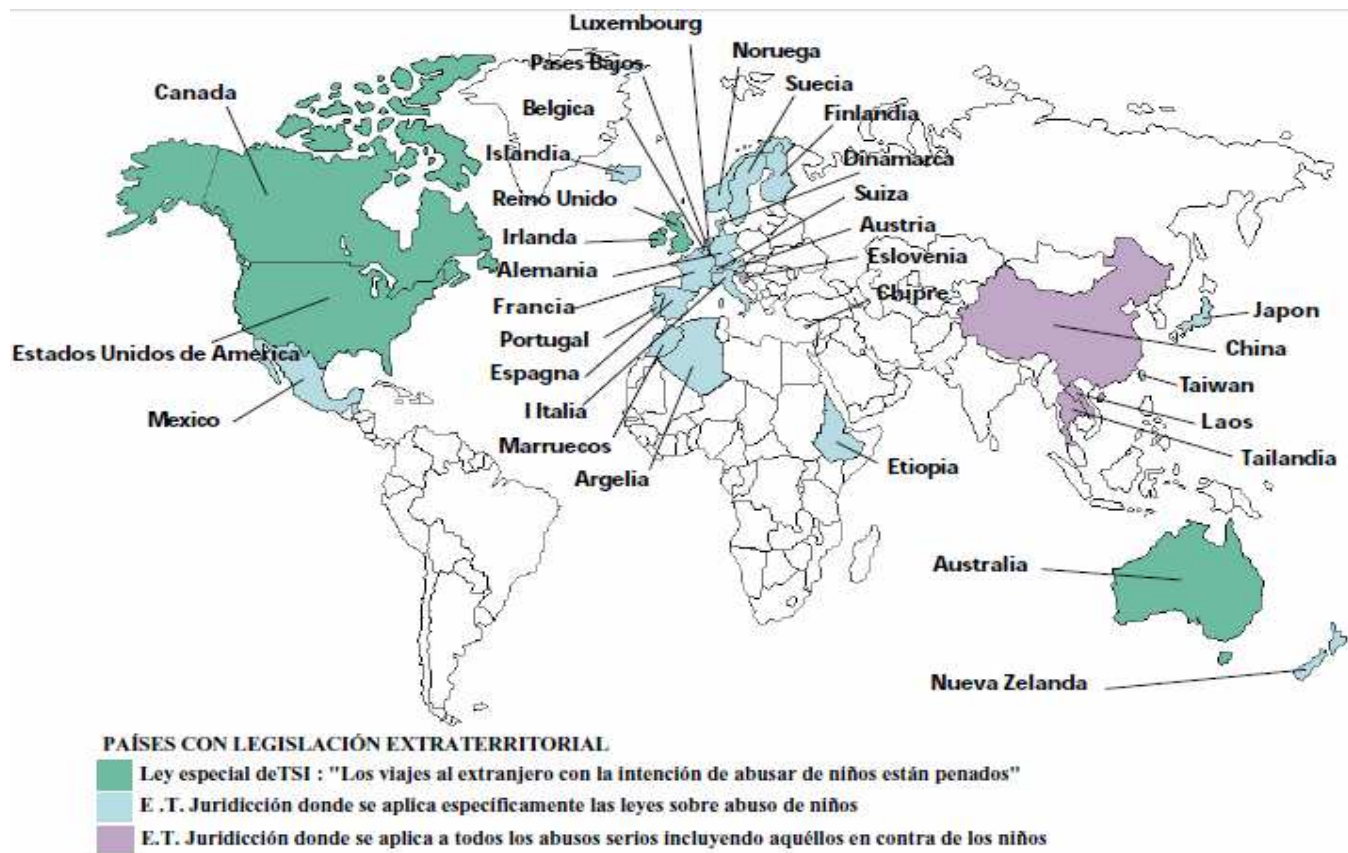 Luxembourg
Noruega
Pases Bajos
Suecia
Canada
Belgica
Finlandia
Islandia
Dinamarca
Reino Unido
Suiza
Irlanda
Austria
Alemania
Eslovenia
Francia
Chipre
Japon
Portugal
Estados Unidos de America
China
Espagna
Taiwan
I Italia
Mexico
Laos
Marruecos
Tailandia
Argelia
Etiopia
Australia
Nueva Zelanda
PAÍSES CON LEGISLACIÓN EXTRATERRITORIAL
Ley especial deTSI : "Los viajes al extranjero con la intención de abusar de niños están penados"
E .T. Juridicción donde se aplica específicamente las leyes sobre abuso de niños
E.T. Juridicción donde se aplica a todos los abusos serios incluyendo aquéllos en contra de los niños